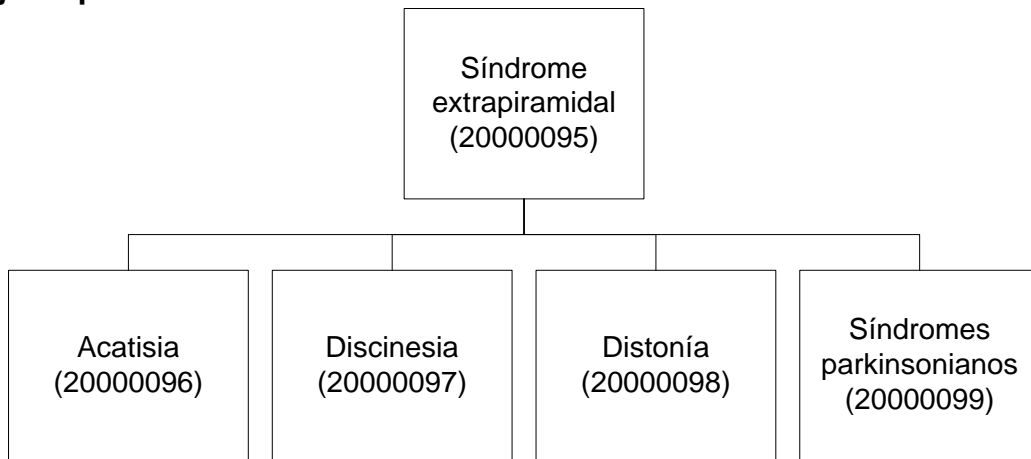 Síndrome
extrapiramidal
(20000095)
Acatisia
(20000096)
Discinesia
(20000097)
Distonía
(20000098)
Síndromes
parkinsonianos
(20000099)